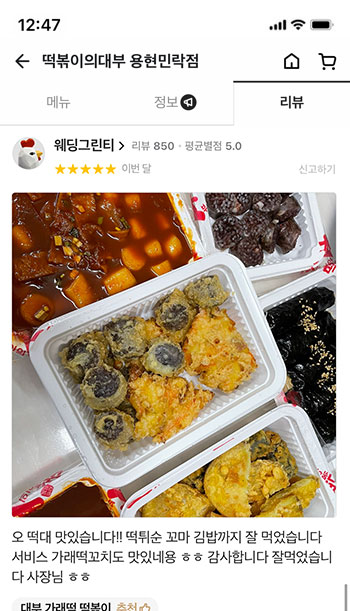 12:47
떡볶이의대부 용현민락점
메뉴
정보
리뷰
웨딩그린티 > 리뷰 850 · 평균별점 5.0
★★★★★ 이번 달
신고하기
오 떡대 맛있습니다!! 떡튀순 꼬마 김밥까지 잘 먹었습니다
서비스 가래떡꼬치도 맛있네용 ㅎㅎ 감사합니다 잘먹었습니
다 사장님 ㅎㅎ
대부 가래떡 떡볶이 추천